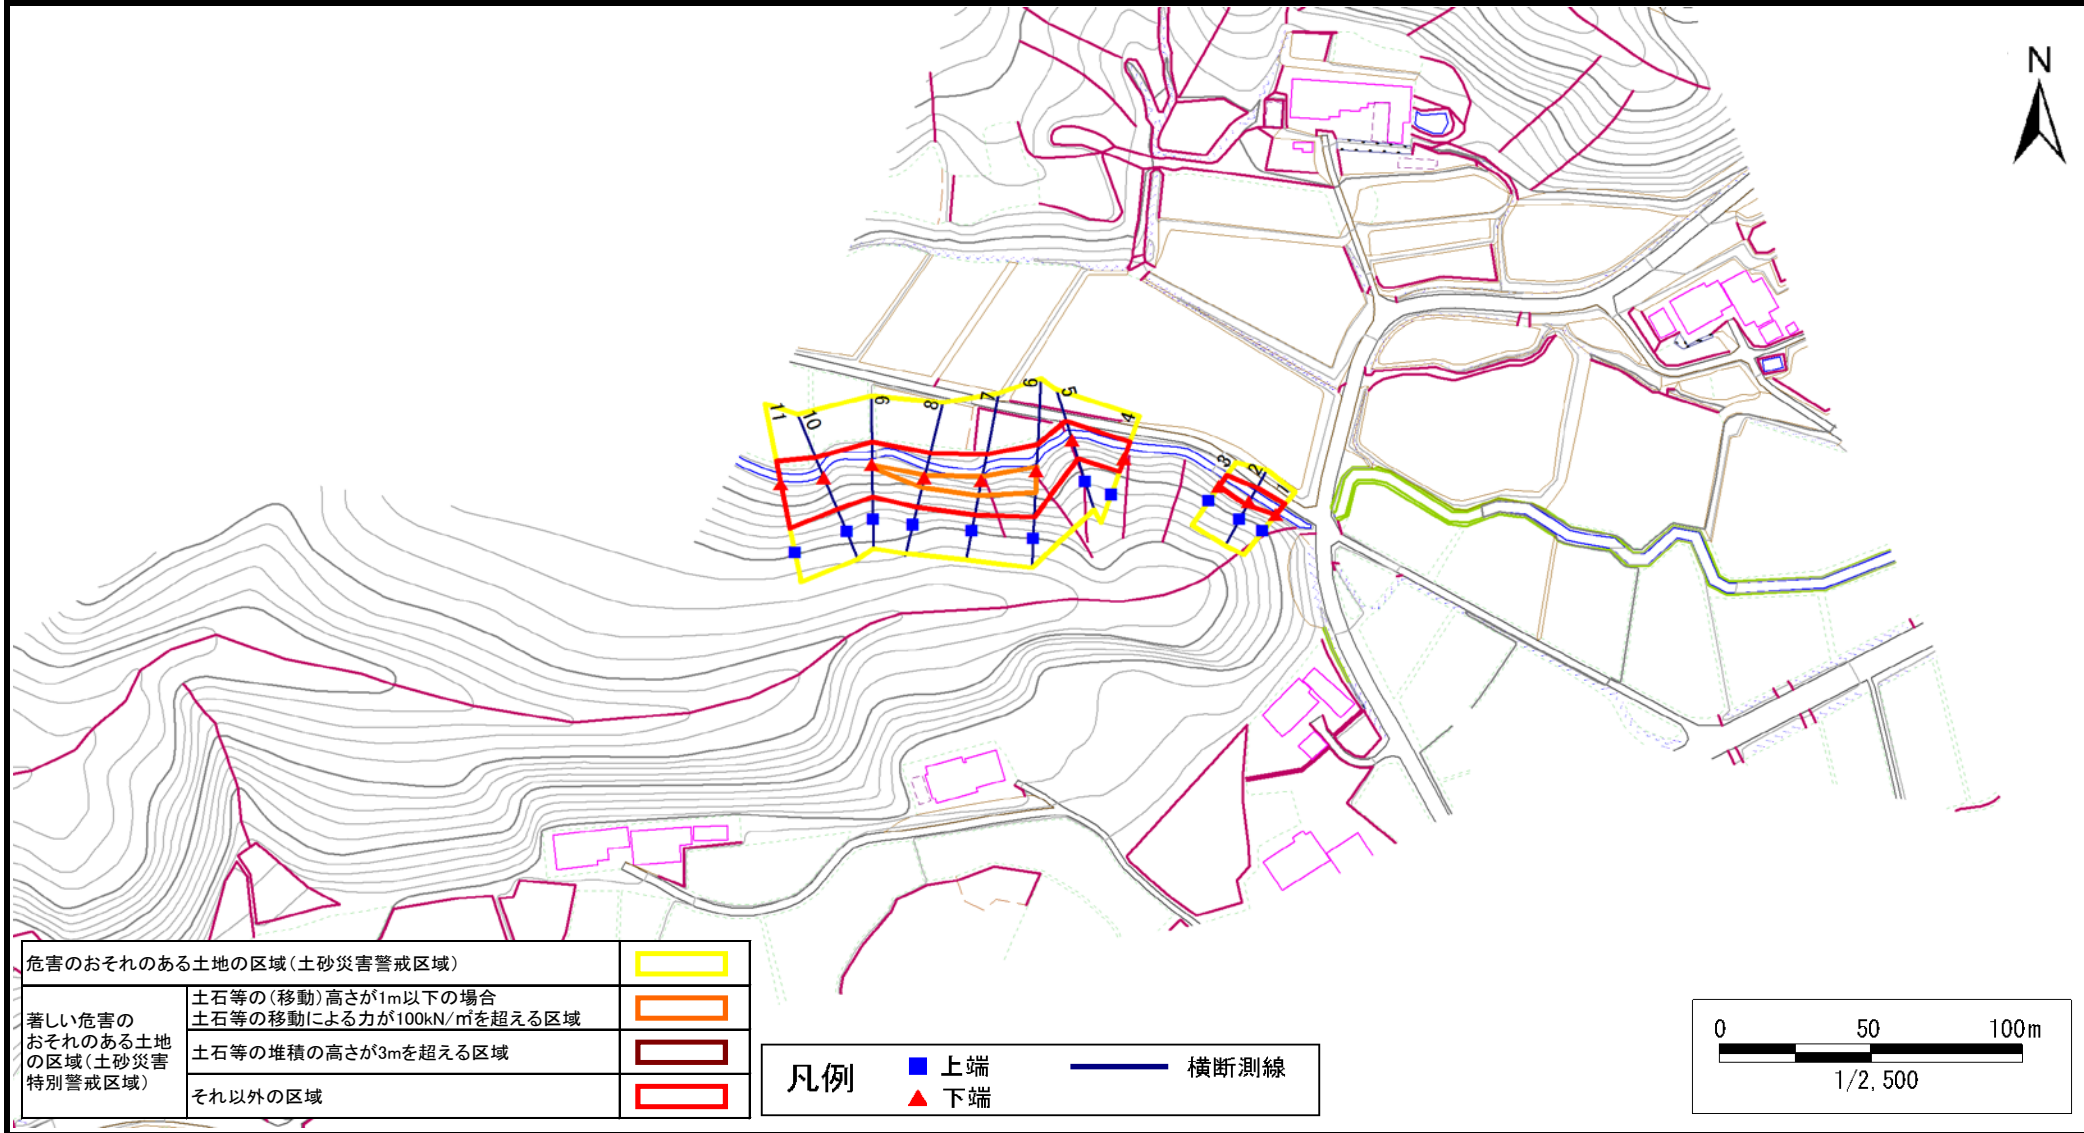 N
11
10
9
8
7
6
5
4
3
2
1
危害のおそれのある土地の区域(土砂災害警戒区域)
著しい危害の
おそれのある土地
の区域(土砂災害
特別警戒区域)
土石等の(移動)高さが1m以下の場合
土石等の移動による力が100kN/㎡を超える区域
土石等の堆積の高さが3mを超える区域
それ以外の区域
凡例
上端
下端
横断測線
0 50 100m
1/2,500